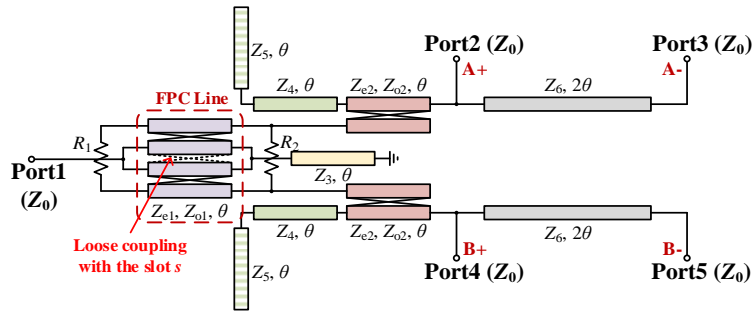 Port2 (Z0)
Port3 (Z0)
Z5, θ
A+
A-
FPC Line
Z4, θ
Ze2, Zo2, θ
Z6, 2θ
R1
R2
Port1
(Z0)
Z3, θ
Ze1, Zo1, θ
Z4, θ
Ze2, Zo2, θ
Z6, 2θ
Loose coupling
with the slot s
Z5, θ
B+
B-
Port4 (Z0)
Port5 (Z0)